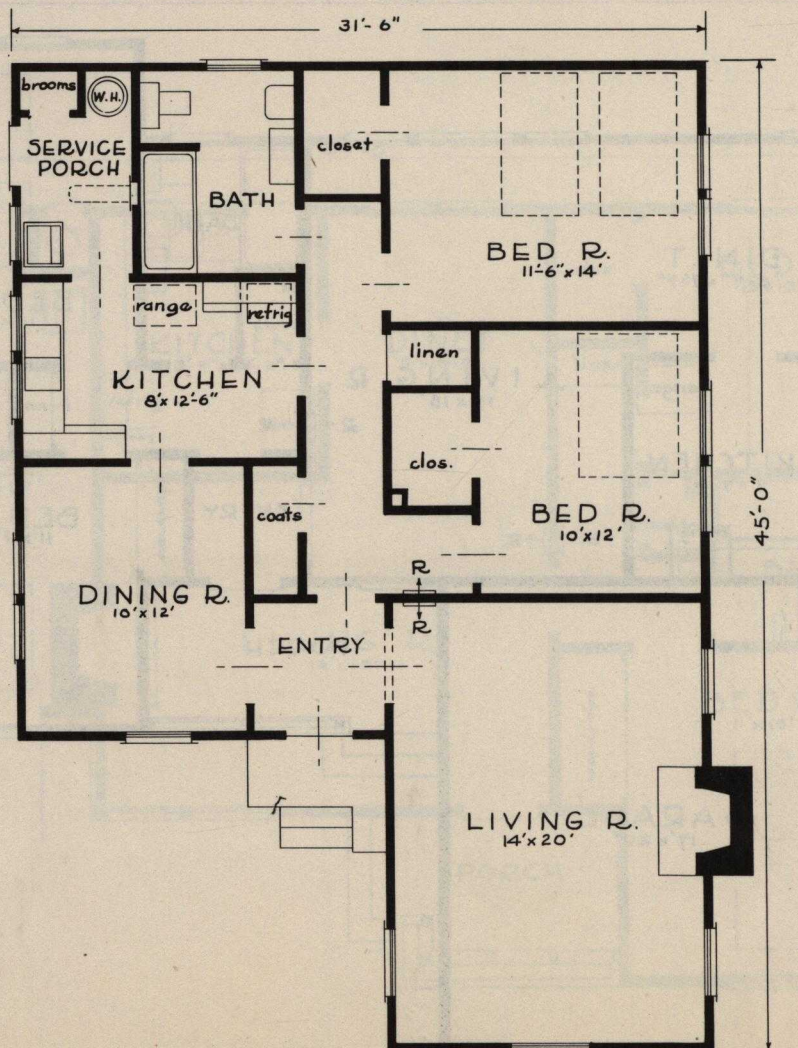 31'-6"
brooms
W.H.
SERVICE
PORCH
closet
BATH
BED R.
11'-6" x 14'
range
refrig
linen
KITCHEN
8' x 12'-6"
clos.
BED R.
10' x 12'
45'-0"
coats
R
DINING R.
10' x 12'
R
ENTRY
LIVING R.
14' x 20'